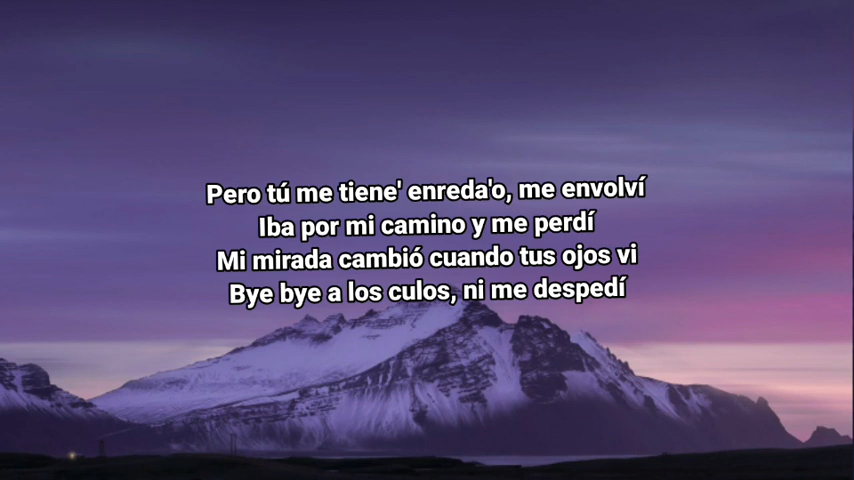 Pero tú me tiene' enreda'o, me envolví
Iba por mi camino y me perdí
Mi mirada cambió cuando tus ojos vi
Bye bye a los culos, ni me despedí